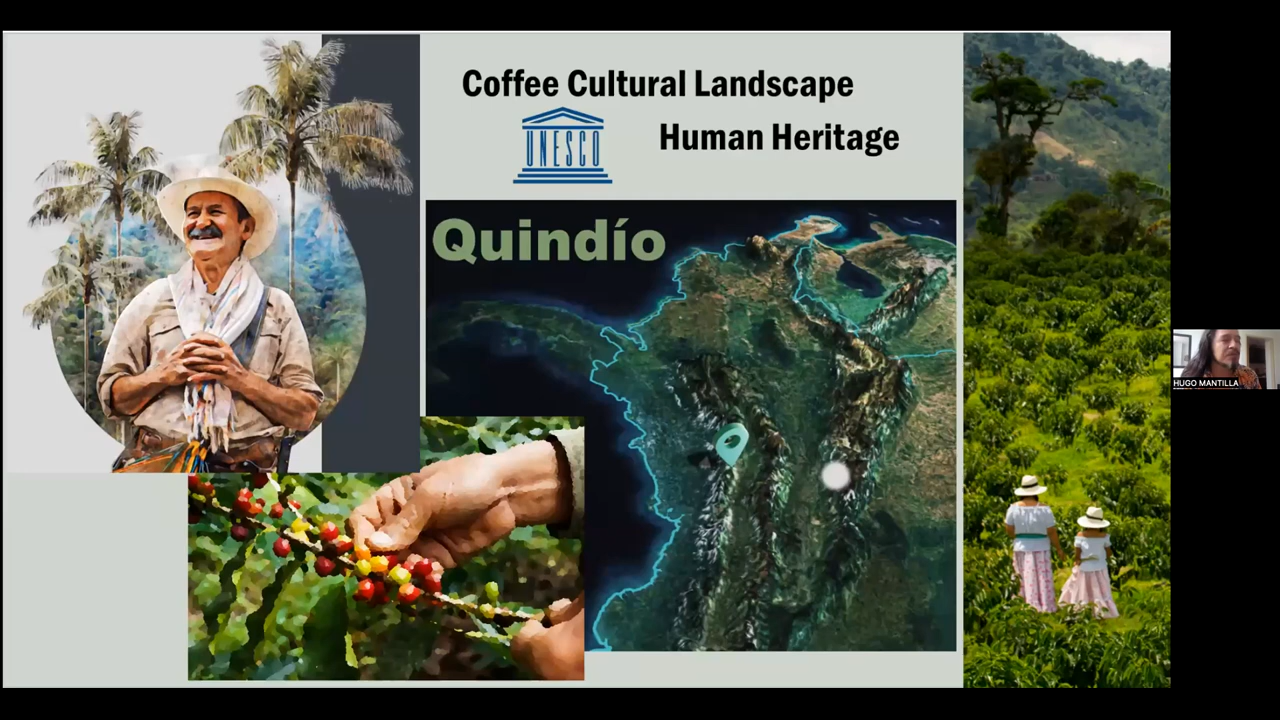 Coffee Cultural Landscape
UNESCO
Human Heritage
Quindío
HUGO MANTILLA